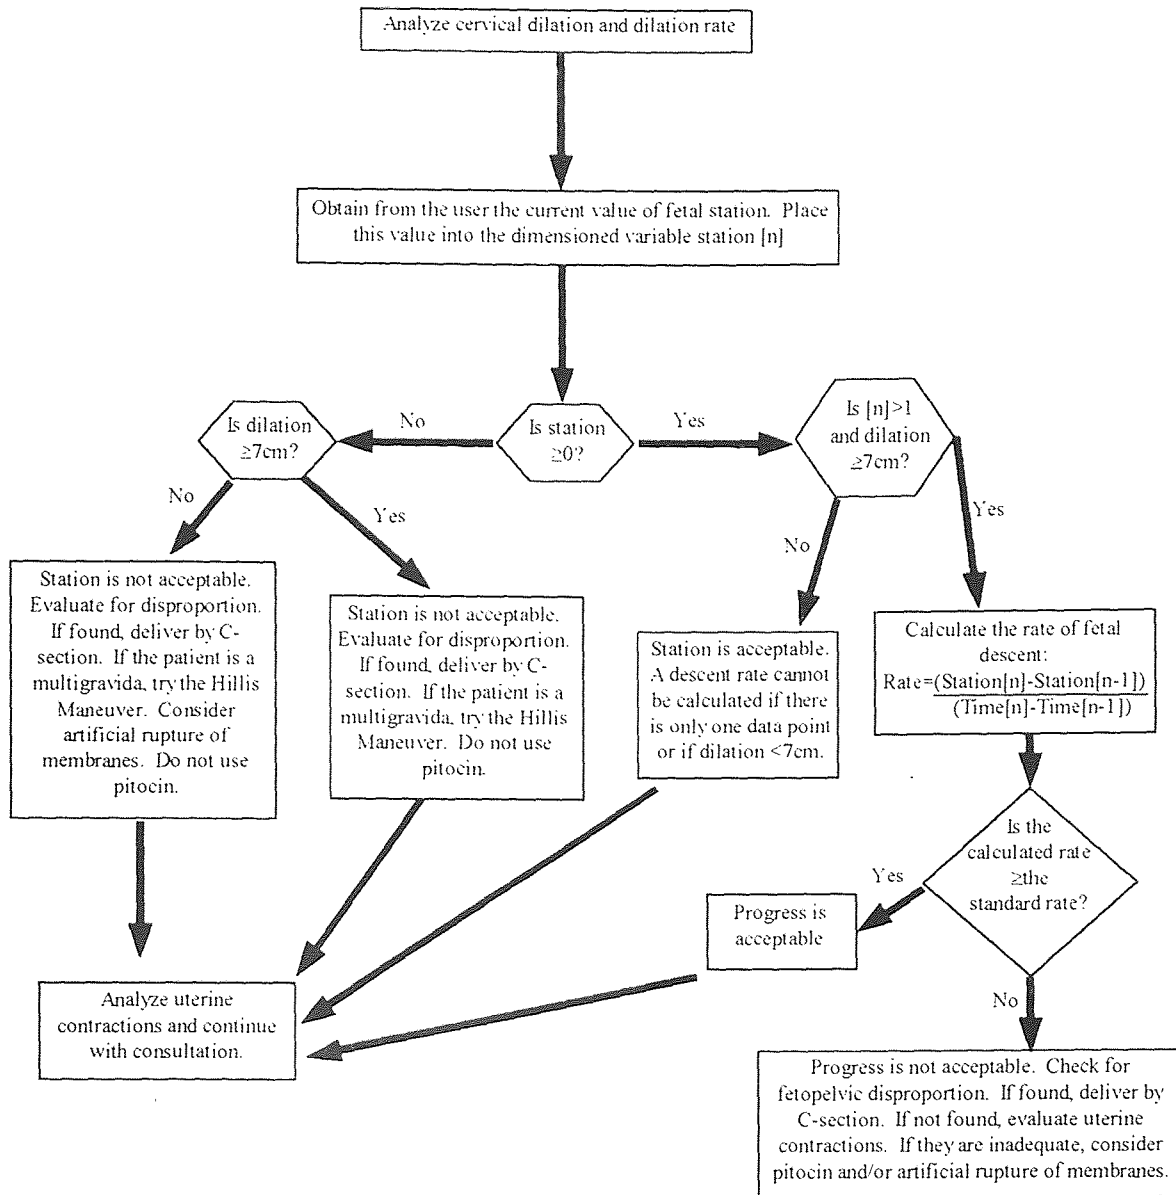 Analyze cervical dilation and dilation rate
Obtain from the user the current value of fetal station. Place
this value into the dimensioned variable station [n]
Is dilation
≥7cm?
No
Is station
≥0?
Yes
Is [n]>1
and dilation
≥7cm?
No
Yes
No
Yes
Station is not acceptable.
Evaluate for disproportion.
If found, deliver by C-
section. If the patient is a
multigravida, try the Hillis
Maneuver. Consider
artificial rupture of
membranes. Do not use
pitocin.
Station is not acceptable.
Evaluate for disproportion.
If found, deliver by C-
section. If the patient is a
multigravida, try the Hillis
Maneuver. Do not use
pitocin.
Station is acceptable.
A descent rate cannot
be calculated if there
is only one data point
or if dilation <7cm.
Calculate the rate of fetal
descent:
Rate=(Station[n]-Station[n-1])
(Time[n]-Time[n-1])
Is the
calculated rate
≥the
standard rate?
Yes
Progress is
acceptable
No
Analyze uterine
contractions and continue
with consultation.
Progress is not acceptable. Check for
fetopelvic disproportion. If found, deliver by
C-section. If not found, evaluate uterine
contractions. If they are inadequate, consider
pitocin and/or artificial rupture of membranes.